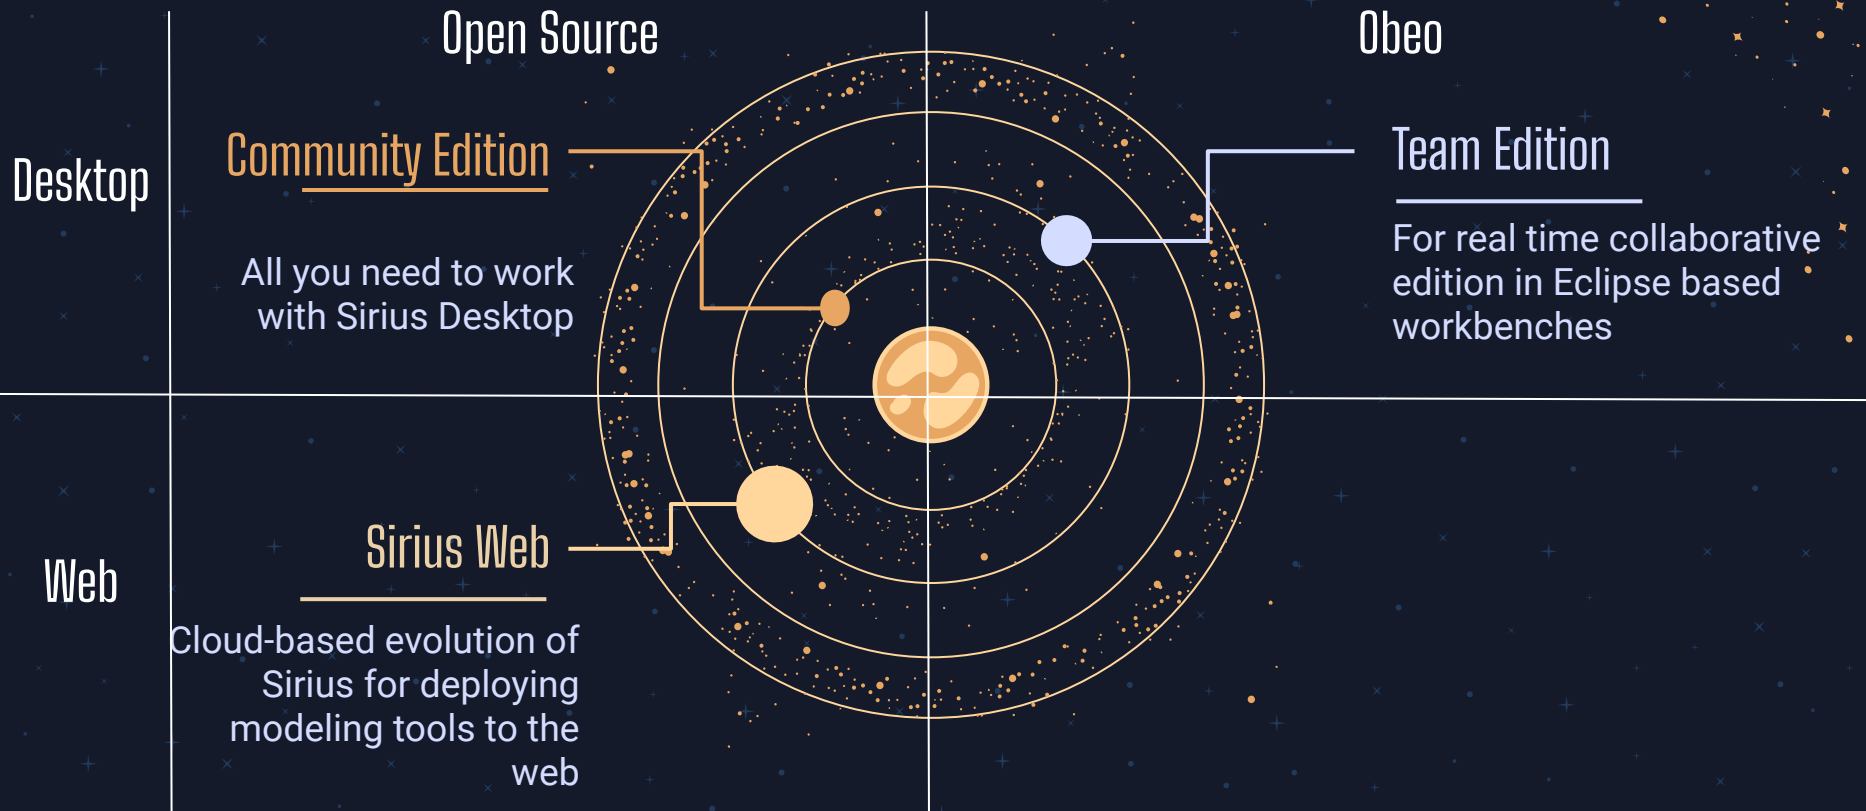 Open Source
Obeo
Desktop
Community Edition
All you need to work
with Sirius Desktop
Team Edition
For real time collaborative
edition in Eclipse based
workbenches
Web
Sirius Web
Cloud-based evolution of
Sirius for deploying
modeling tools to the
web